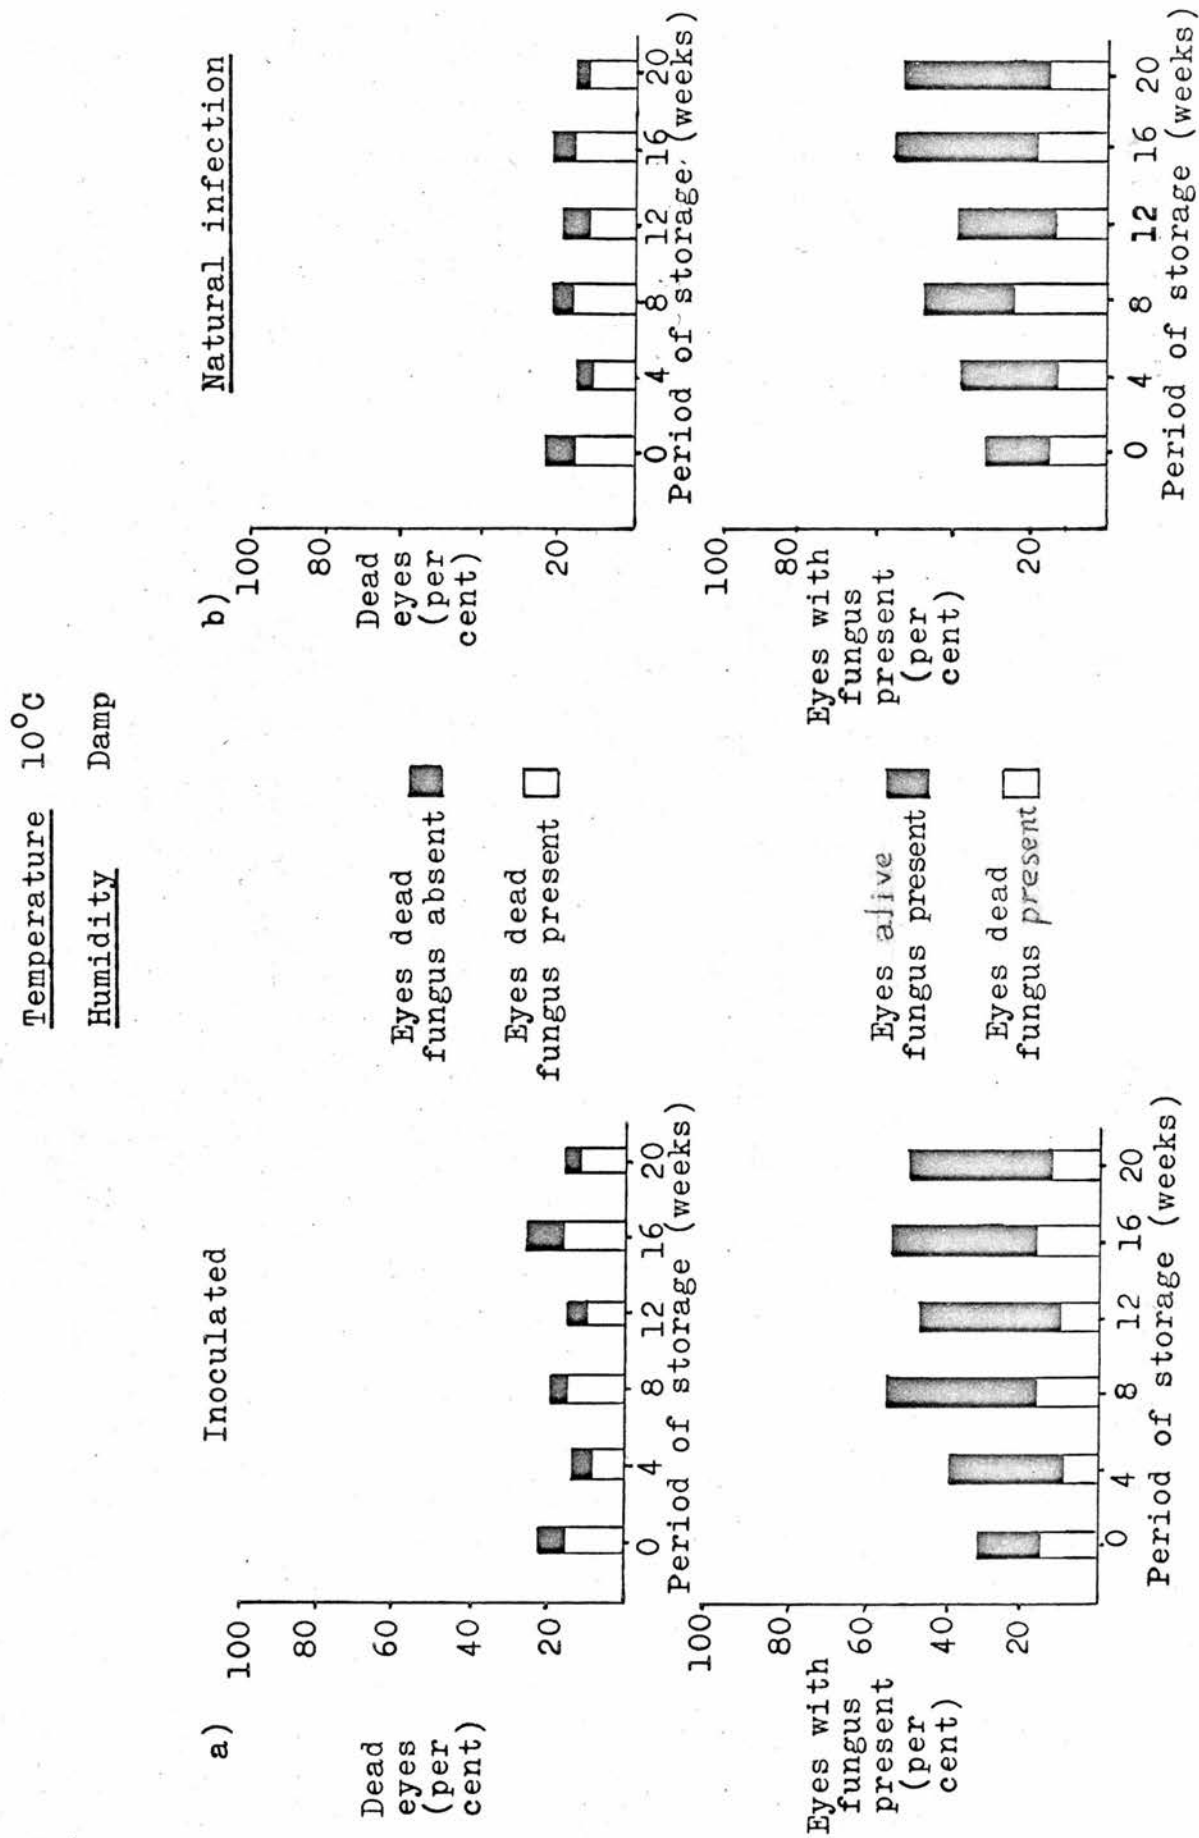 Temperature 10°C
Humidity Damp
Inoculated
a)
100
80
60
40
20
Dead
eyes
(per
cent)
0 4 8 12 16 20
Period of storage (weeks)
Eyes dead
fungus absent
Eyes dead
fungus present
Natural infection
b)
100
80
20
Dead
eyes
(per
cent)
0 4 8 12 16 20
Period of storage (weeks)
100
80
60
40
20
Eyes with
fungus
present
(per
cent)
0 4 8 12 16 20
Period of storage (weeks)
Eyes alive
fungus present
Eyes dead
fungus present
100
80
20
Eyes with
fungus
present
(per
cent)
0 4 8 12 16 20
Period of storage (weeks)